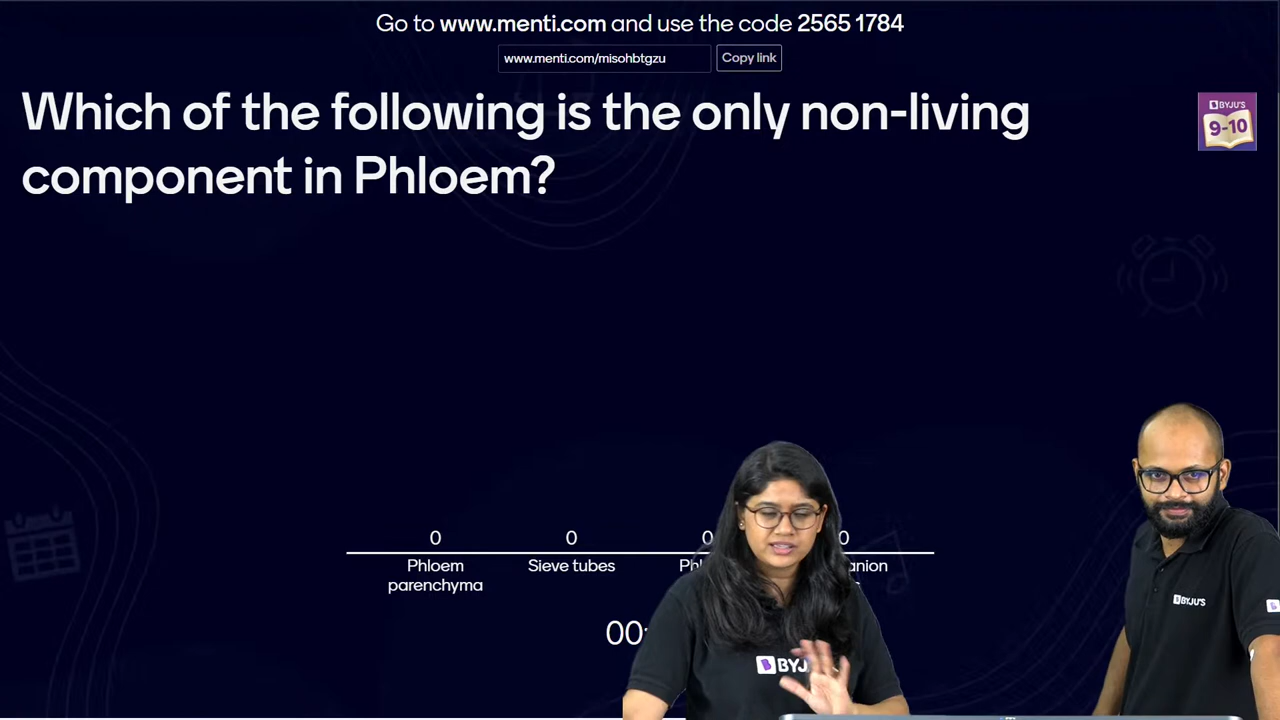 Go to www.menti.com and use the code 2565 1784
www.menti.com/misohbtgzu Copy link
Which of the following is the only non-living
component in Phloem?
BYJU'S
9-10
0 0 0 0
Phloem Sieve tubes
parenchyma
00:
BYJU'S